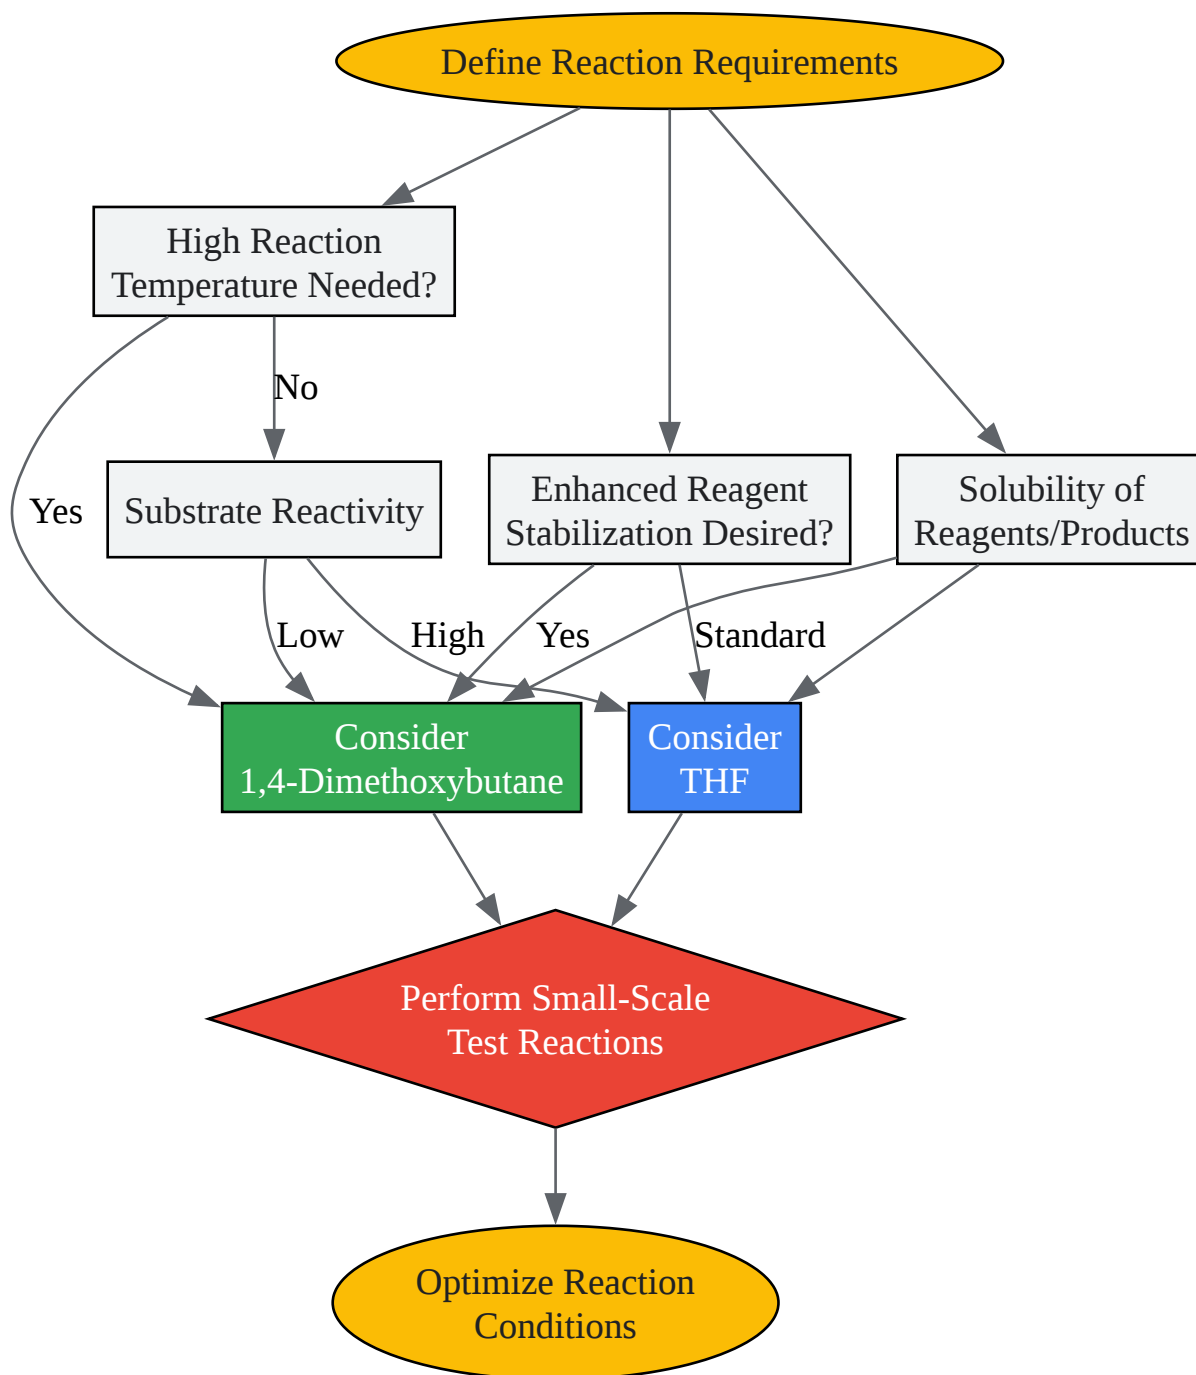 Define Reaction Requirements
High Reaction
Temperature Needed?
No
Yes
Substrate Reactivity
Enhanced Reagent
Stabilization Desired?
Solubility of
Reagents/Products
Low
High
Yes
Standard
Consider
1,4-Dimethoxybutane
Consider
THF
Perform Small-Scale
Test Reactions
Optimize Reaction
Conditions